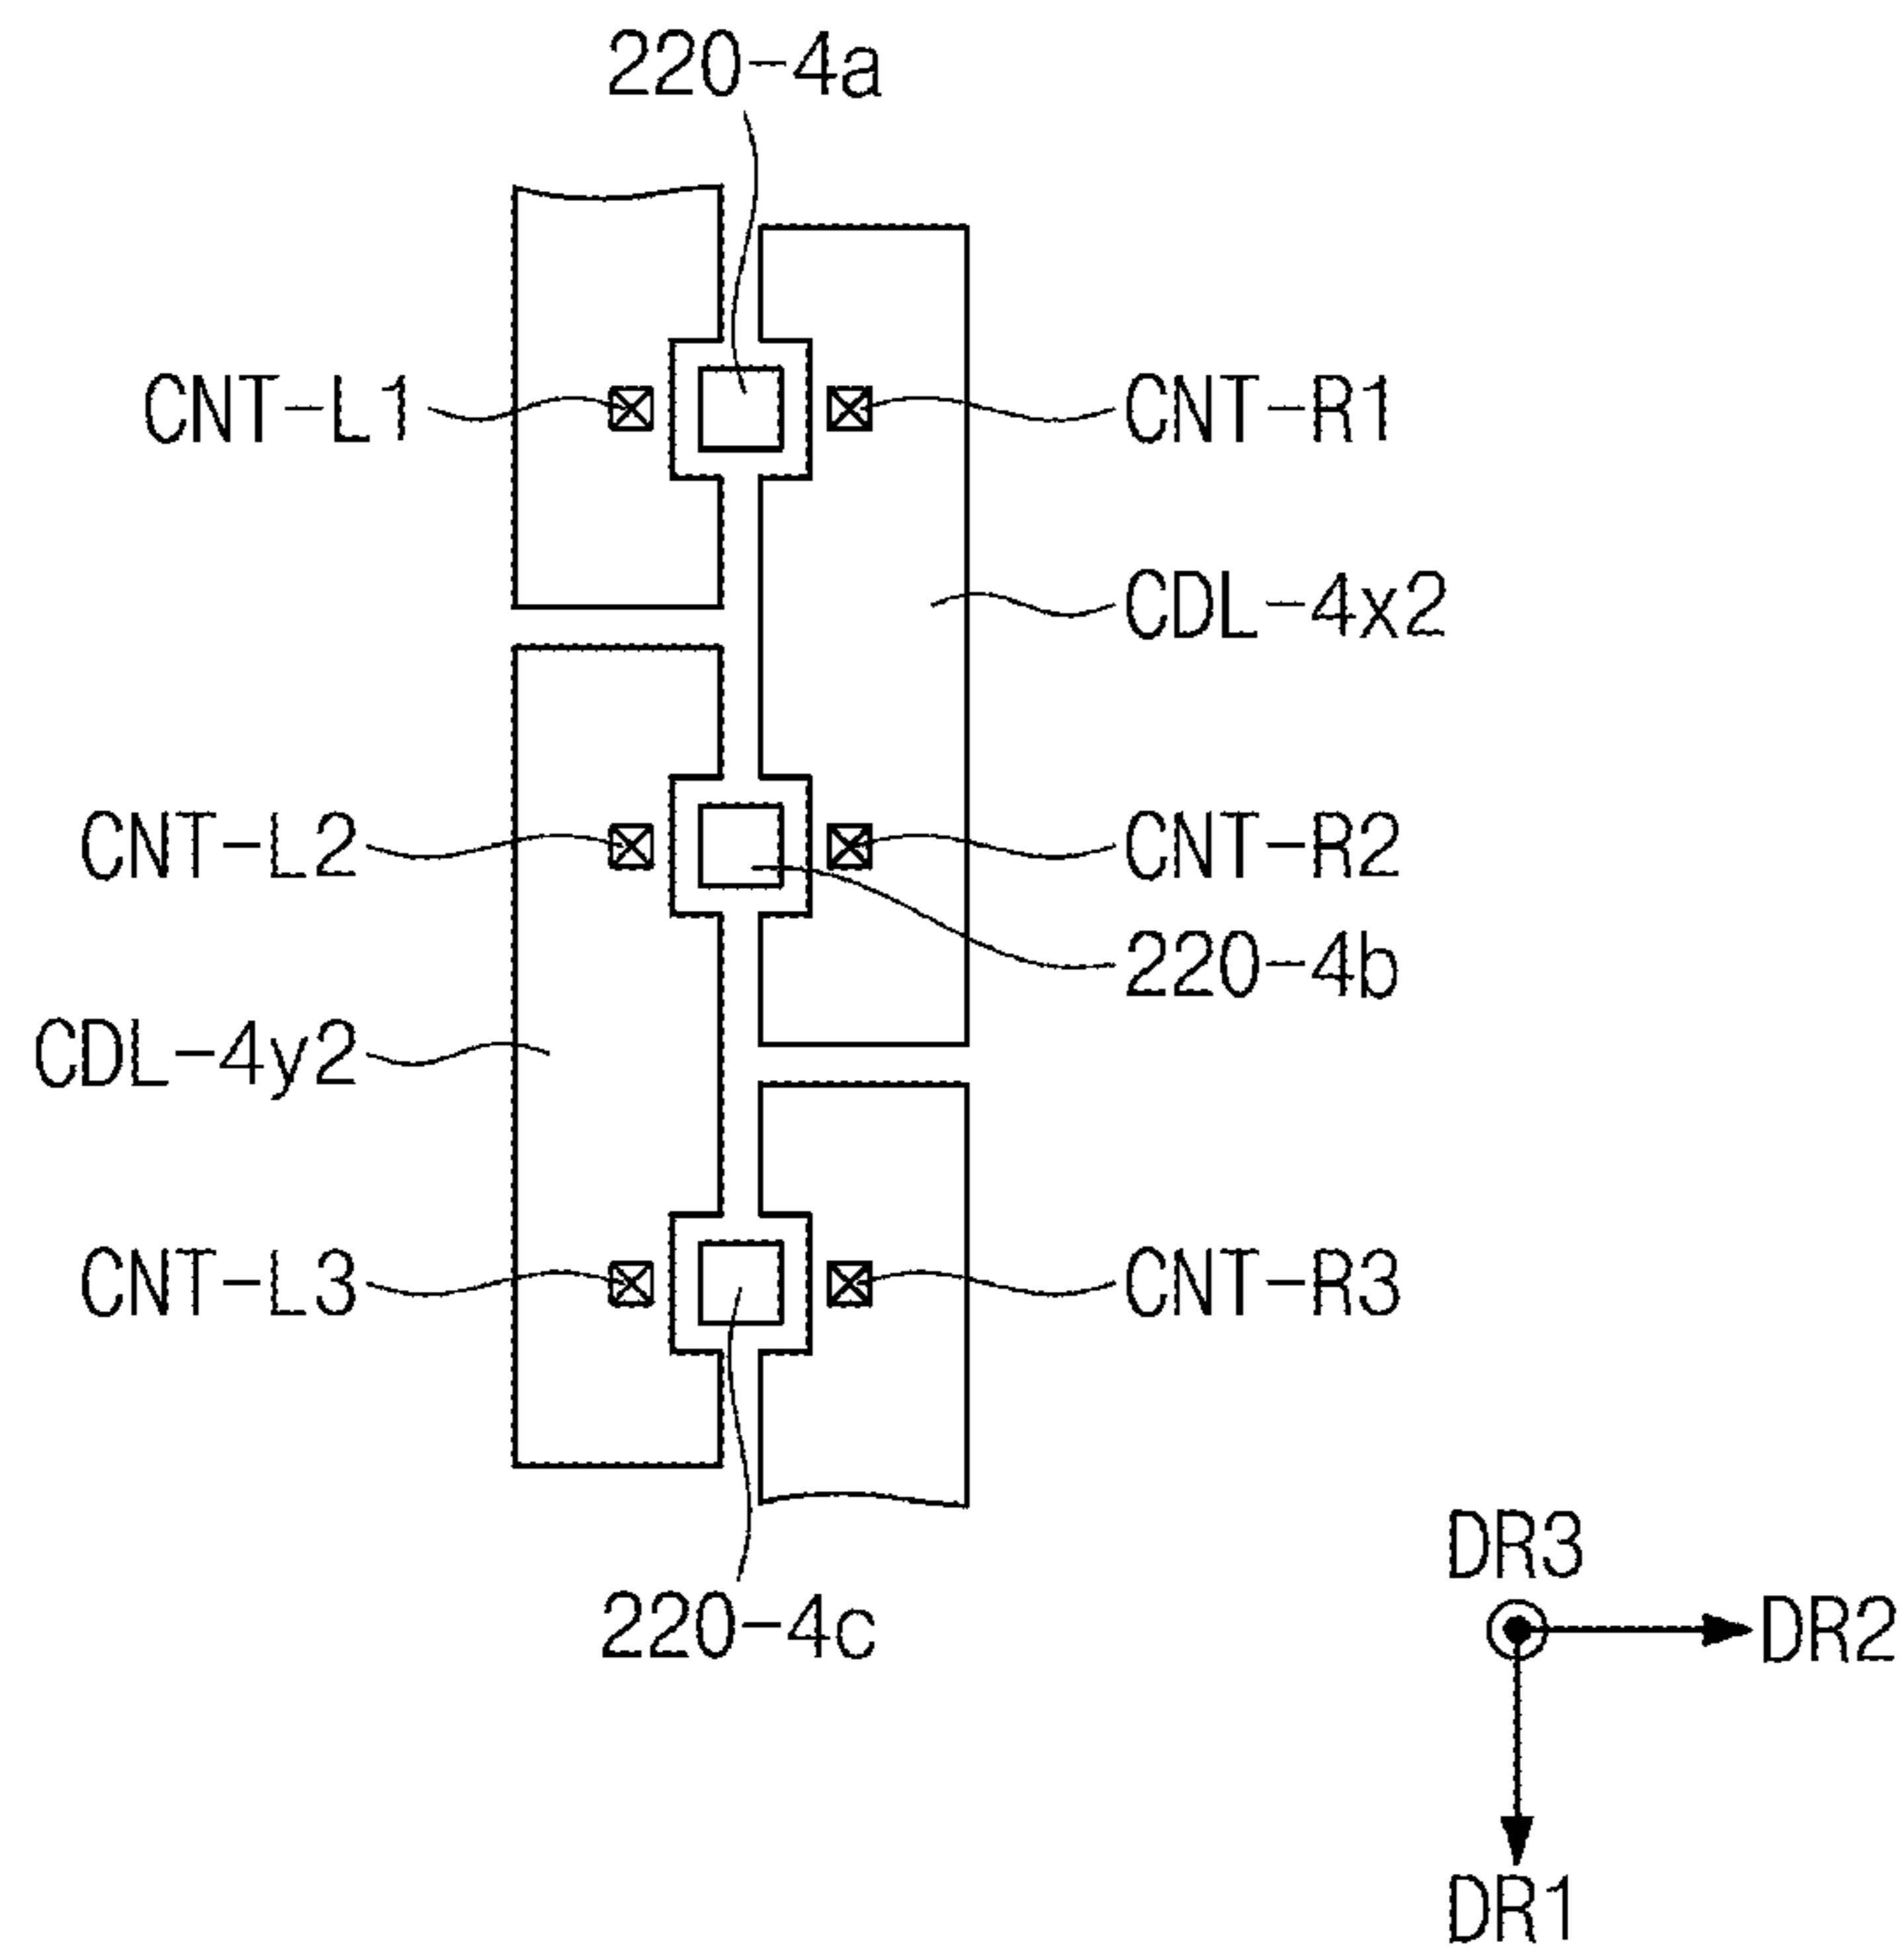 220-4a
CNT-L1
CNT-R1
CDL-4x2
CNT-L2
CNT-R2
220-4b
CDL-4y2
CNT-L3
CNT-R3
220-4c
DR3
DR2
DR1